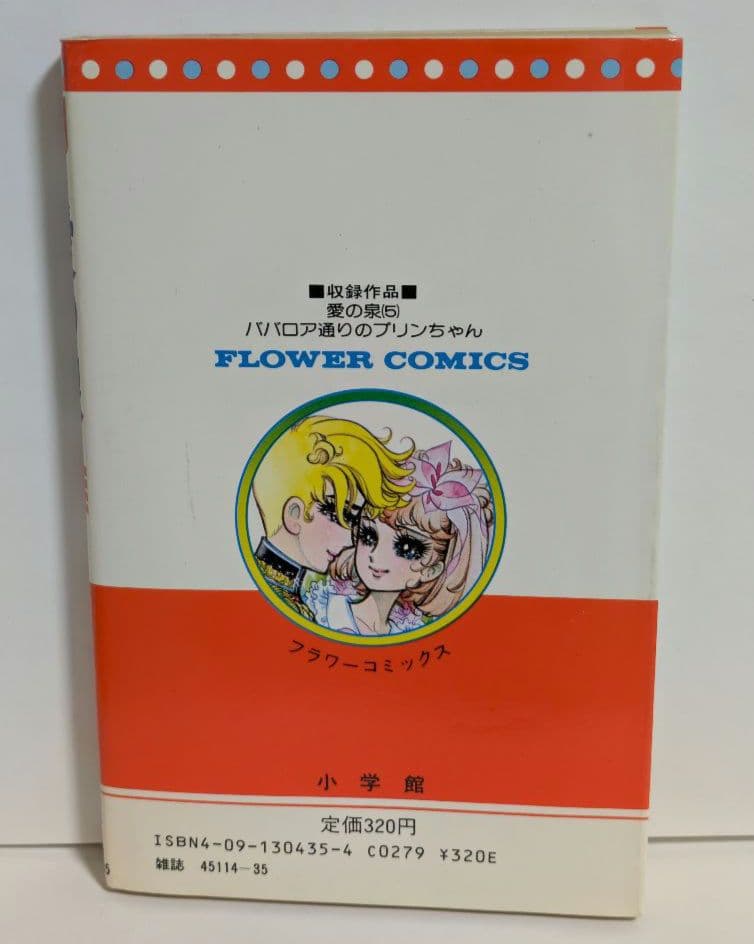 ■収録作品■
愛の泉(5)
ババロア通りのプリンちゃん
FLOWER COMICS
フラワーコミックス
小学館
定価320円
ISBN4-09-130435-4 C0279 ¥320E
雑誌 45114-35
5